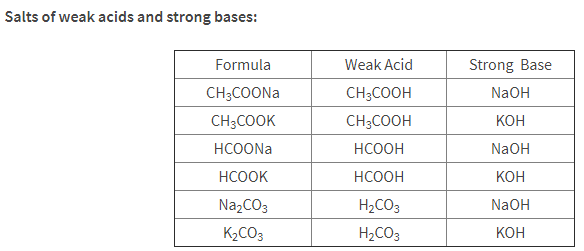 Salts of weak acids and strong bases:
Formula Weak Acid Strong Base
CH₃COONa CH₃COOH NaOH
CH₃COOK CH₃COOH KOH
HCOONa HCOOH NaOH
HCOOK HCOOH KOH
Na₂CO₃ H₂CO₃ NaOH
K₂CO₃ H₂CO₃ KOH